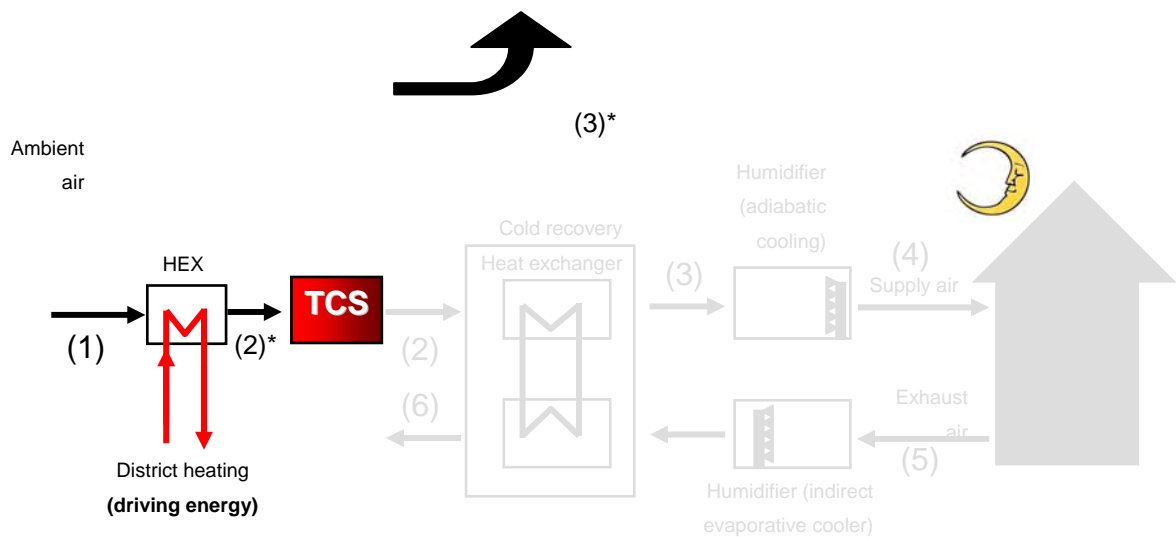 (3)*
Ambient
air
Humidifier
(adiabatic
cooling)
Cold recovery
HEX
Heat exchanger
(3)
(4)
Supply air
TCS
(1)
(2)*
(2)
(6)
Exhaust
air
(5)
District heating
(driving energy)
Humidifier (indirect
evaporative cooler)